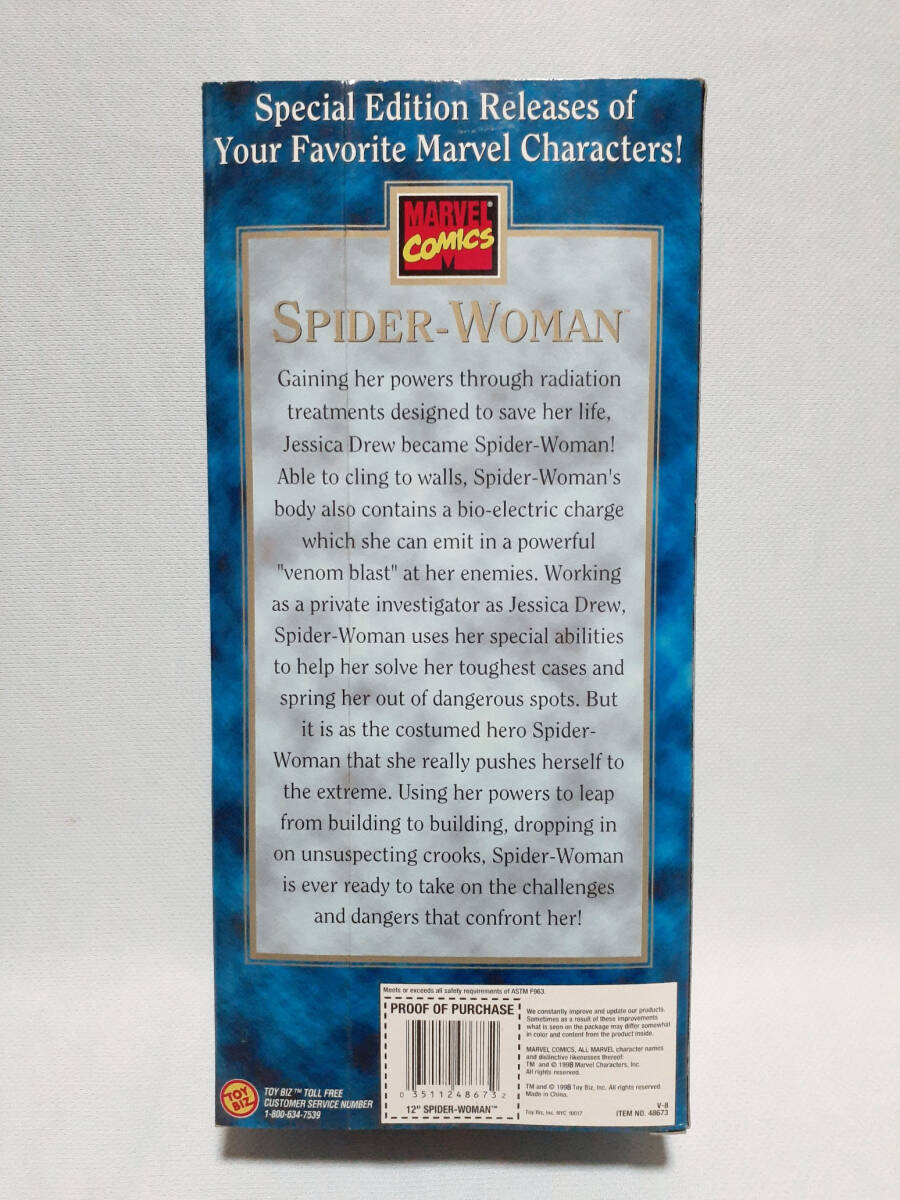 Special Edition Releases of
Your Favorite Marvel Characters!
MARVEL®
COMICS
SPIDER-WOMAN™
Gaining her powers through radiation
treatments designed to save her life,
Jessica Drew became Spider-Woman!
Able to cling to walls, Spider-Woman's
body also contains a bio-electric charge
which she can emit in a powerful
"venom blast" at her enemies. Working
as a private investigator as Jessica Drew,
Spider-Woman uses her special abilities
to help her solve her toughest cases and
spring her out of dangerous spots. But
it is as the costumed hero Spider-
Woman that she really pushes herself to
the extreme. Using her powers to leap
from building to building, dropping in
on unsuspecting crooks, Spider-Woman
is ever ready to take on the challenges
and dangers that confront her!
Meets or exceeds all safety requirements of ASTM F963
PROOF OF PURCHASE
0 35112 48673 2
12" SPIDER-WOMAN™
We constantly improve and update our products.
Sometimes as a result of these improvements
what is seen on the package may differ somewhat
in color and content from the product inside.
MARVEL COMICS, ALL MARVEL character names
and distinctive likenesses thereof:
TM and © 1998 Marvel Characters, Inc.
All rights reserved.
TM and © 1998 Toy Biz, Inc. All rights reserved.
Made in China.
Toy Biz, Inc. NYC 10017
V-8
ITEM NO. 48673
TOY BIZ
TOY BIZ™ TOLL FREE
CUSTOMER SERVICE NUMBER
1-800-634-7539